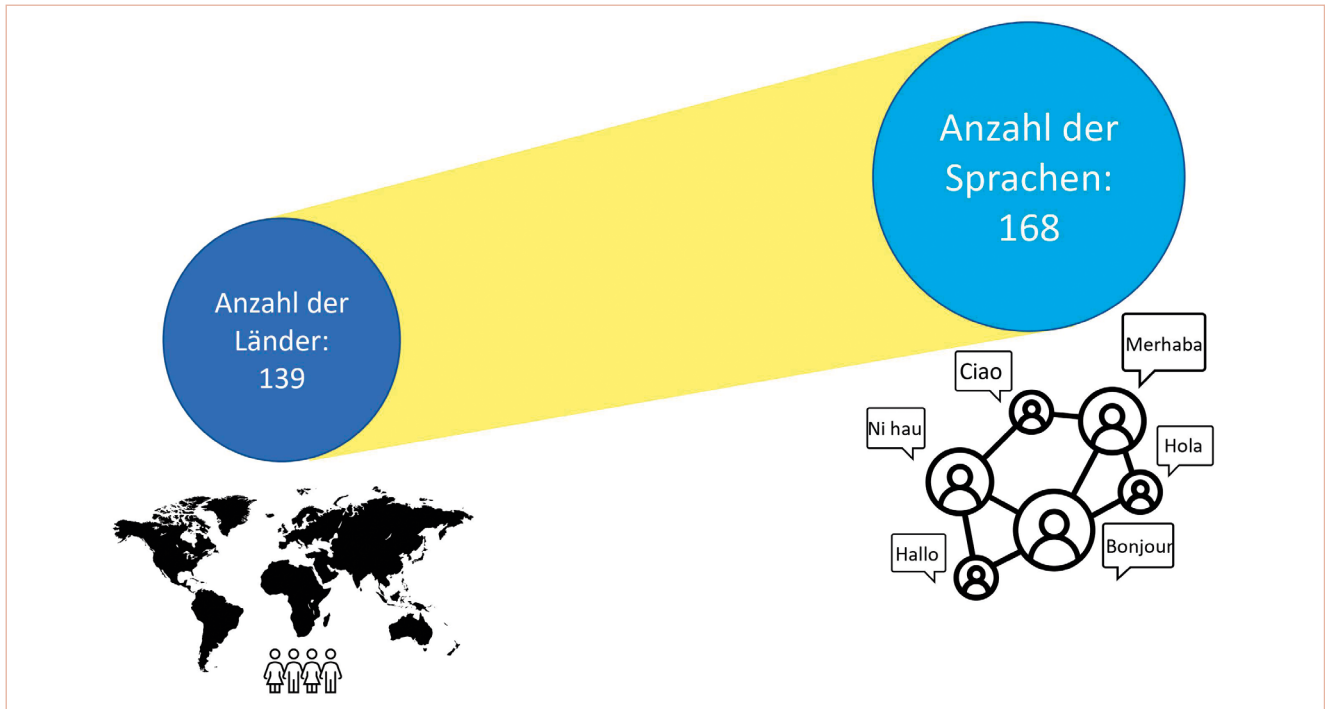 Anzahl der
Länder:
139
Anzahl der
Sprachen:
168
Merhaba
Ciao
Ni hau
Hola
Hallo
Bonjour